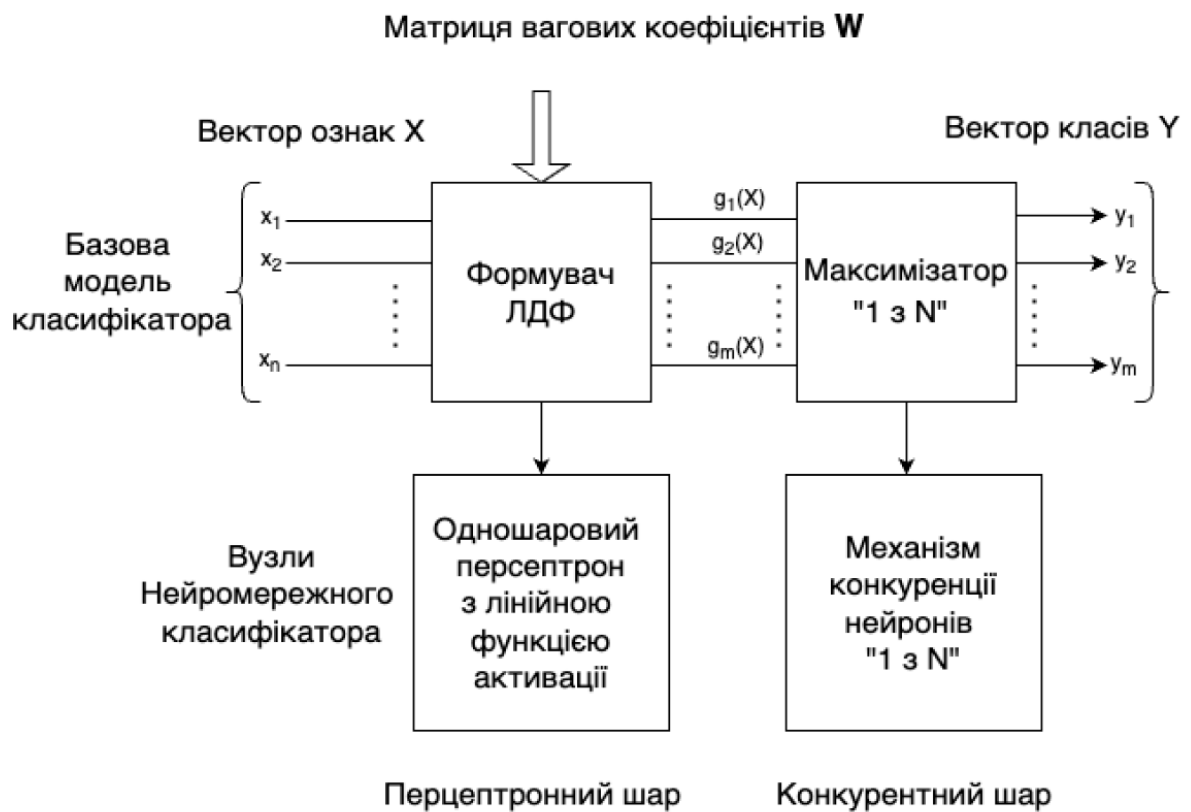 Матриця вагових коефіцієнтів W
Вектор ознак X
Вектор класів Y
Базова
модель
класифікатора
x1
x2
xn
Формувач
ЛДФ
g1(X)
g2(X)
gm(X)
Максимізатор
"1 з N"
y1
y2
ym
Вузли
Нейромережного
класифікатора
Одношаровий
персептрон
з лінійною
функцією
активації
Механізм
конкуренції
нейронів
"1 з N"
Перцептронний шар
Конкурентний шар